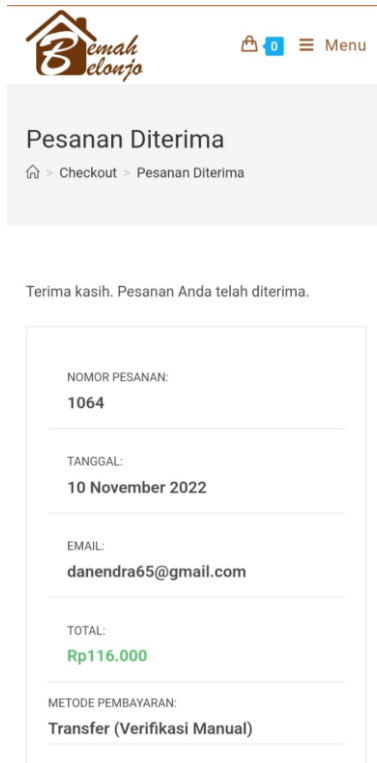 Bemah
Belonjo
0 Menu
Pesanan Diterima
> Checkout > Pesanan Diterima
Terima kasih. Pesanan Anda telah diterima.
NOMOR PESANAN:
1064
TANGGAL:
10 November 2022
EMAIL:
danendra65@gmail.com
TOTAL:
Rp116.000
METODE PEMBAYARAN:
Transfer (Verifikasi Manual)